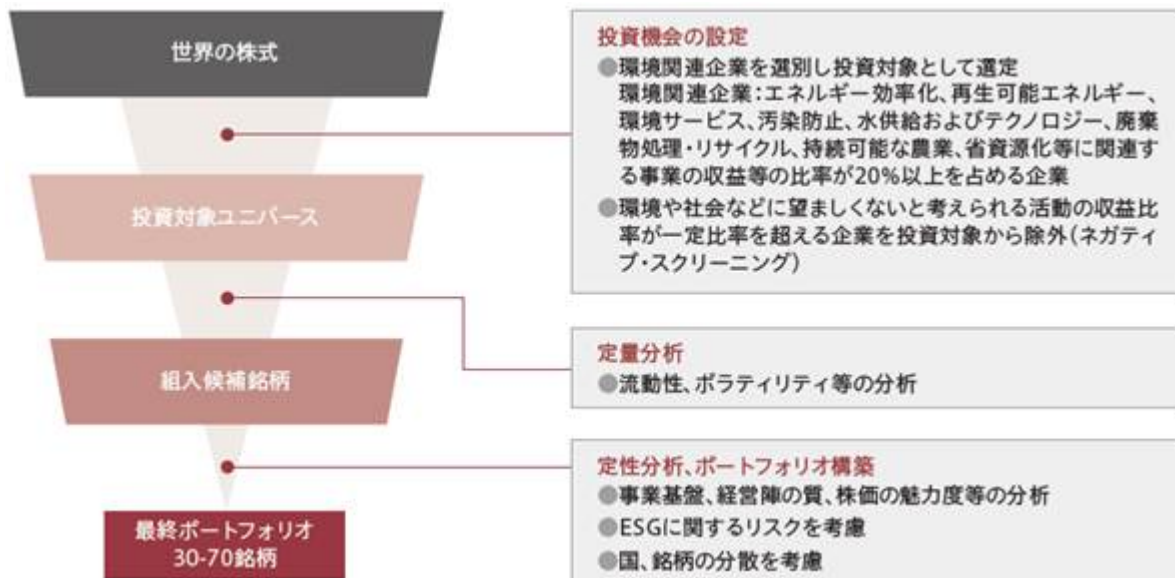 世界の株式
投資対象ユニバース
組入候補銘柄
最終ポートフォリオ
30-70銘柄
投資機会の設定
●環境関連企業を選別し投資対象として選定
環境関連企業：エネルギー効率化、再生可能エネルギー、
環境サービス、汚染防止、水供給およびテクノロジー、廃棄
物処理・リサイクル、持続可能な農業、省資源化等に関連す
る事業の収益等の比率が20%以上を占める企業
●環境や社会などに望ましくないと考えられる活動の収益比
率が一定比率を超える企業を投資対象から除外（ネガティ
ブ・スクリーニング）
定量分析
●流動性、ボラティリティ等の分析
定性分析、ポートフォリオ構築
●事業基盤、経営陣の質、株価の魅力度等の分析
●ESGに関するリスクを考慮
●国、銘柄の分散を考慮